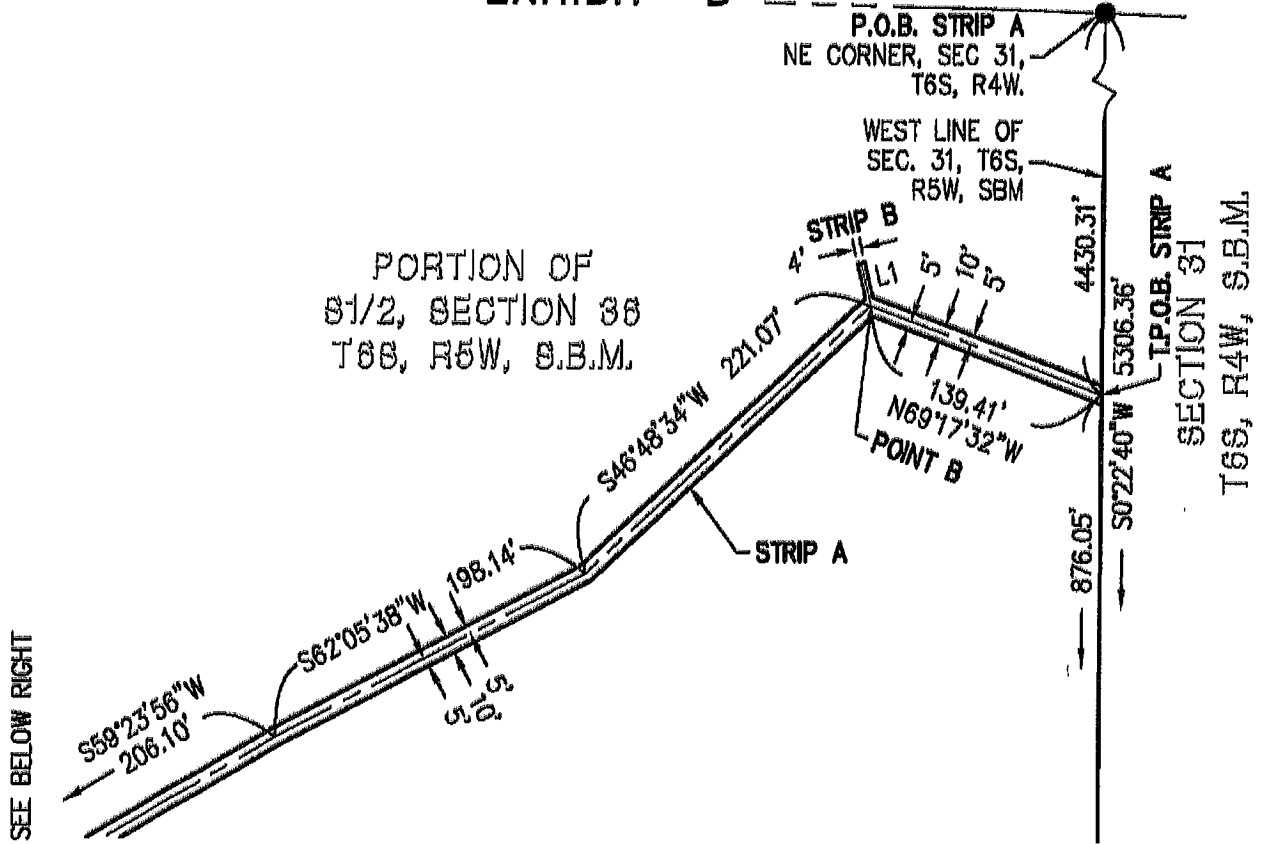 P.O.B. STRIP A
NE CORNER, SEC 31,
T6S, R4W.
WEST LINE OF
SEC. 31, T6S,
R5W, SBM
STRIP B
4'
L1
5'
10'
5'
4430.31'
5306.36'
S0°22'40"W
T.P.O.B. STRIP A
SECTION 31
T6S, R4W, S.B.M.
PORTION OF
S1/2, SECTION 36
T6S, R5W, S.B.M.
221.07'
S46°48'34"W
139.41'
N69°17'32"W
POINT B
876.05'
STRIP A
198.14'
S62°05'38"W
5'
10'
5'
S59°23'56"W
206.10'
SEE BELOW RIGHT